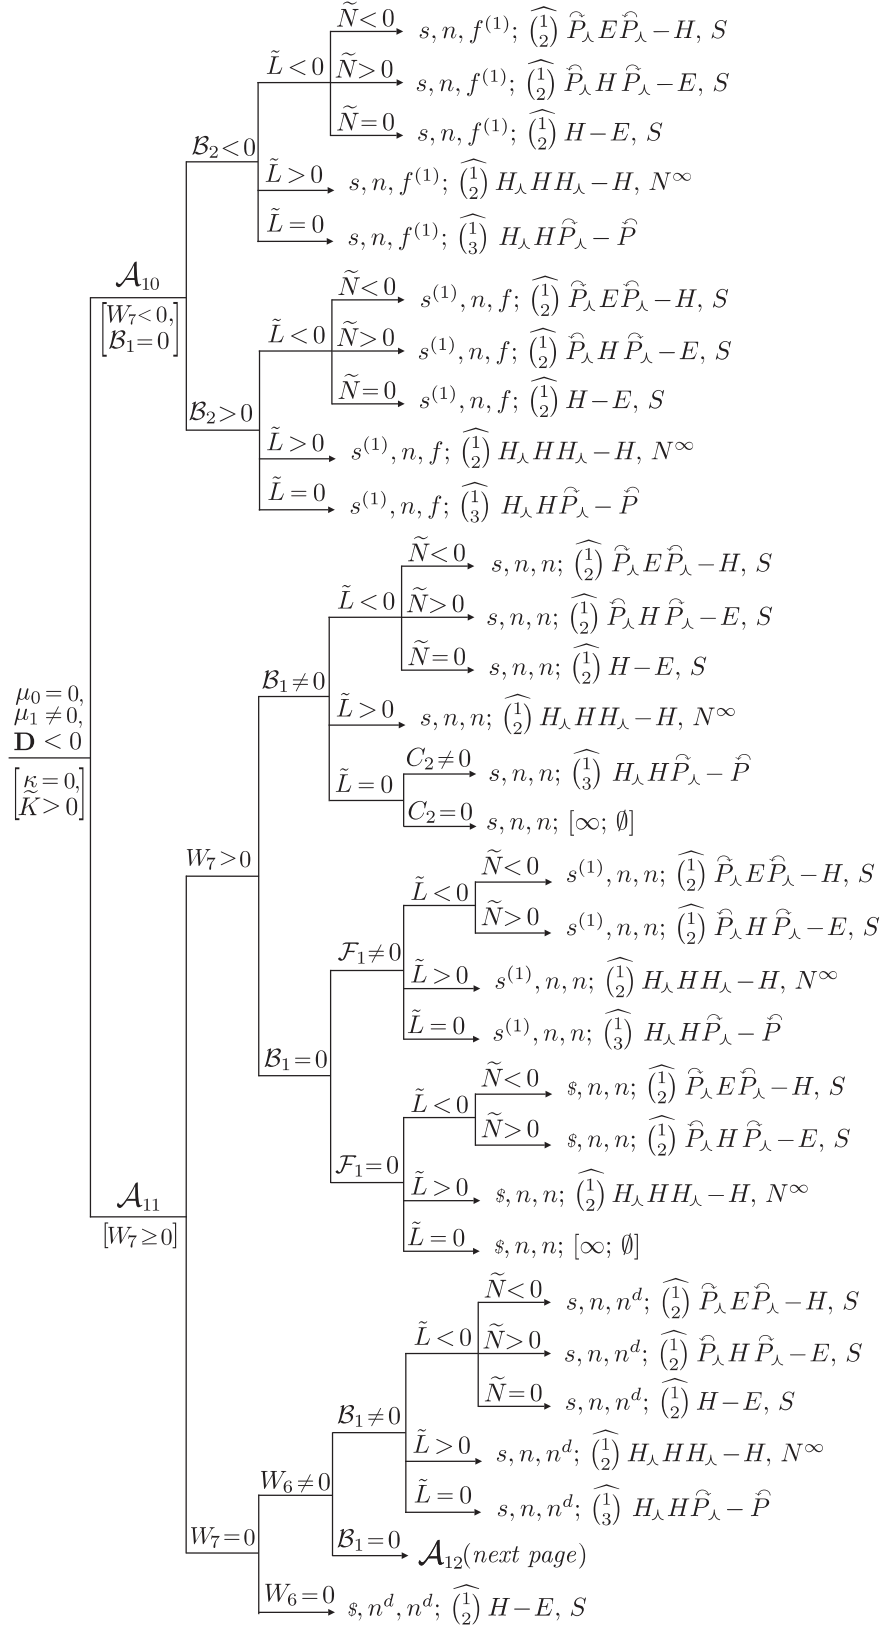 Ñ<0 s, n, f⁽¹⁾; (1 2)^ P⋏EP⋏−H, S
L̃<0 Ñ>0 s, n, f⁽¹⁾; (1 2)^ P⋏HP⋏−E, S
Ñ=0 s, n, f⁽¹⁾; (1 2)^ H−E, S
B₂<0
L̃>0 s, n, f⁽¹⁾; (1 2)^ H⋏HH⋏−H, N^∞
L̃=0 s, n, f⁽¹⁾; (1 3)^ H⋏HP⋏−P
A₁₀
[W₇<0, B₁=0]
Ñ<0 s⁽¹⁾, n, f; (1 2)^ P⋏EP⋏−H, S
L̃<0 Ñ>0 s⁽¹⁾, n, f; (1 2)^ P⋏HP⋏−E, S
Ñ=0 s⁽¹⁾, n, f; (1 2)^ H−E, S
B₂>0
L̃>0 s⁽¹⁾, n, f; (1 2)^ H⋏HH⋏−H, N^∞
L̃=0 s⁽¹⁾, n, f; (1 3)^ H⋏HP⋏−P
Ñ<0 s, n, n; (1 2)^ P⋏EP⋏−H, S
L̃<0 Ñ>0 s, n, n; (1 2)^ P⋏HP⋏−E, S
Ñ=0 s, n, n; (1 2)^ H−E, S
B₁≠0
μ₀=0,
μ₁≠0,
D<0
[κ=0,
K̃>0]
L̃>0 s, n, n; (1 2)^ H⋏HH⋏−H, N^∞
L̃=0 C₂≠0 s, n, n; (1 3)^ H⋏HP⋏−P
C₂=0 s, n, n; [∞; ∅]
W₇>0
Ñ<0 s⁽¹⁾, n, n; (1 2)^ P⋏EP⋏−H, S
L̃<0 Ñ>0 s⁽¹⁾, n, n; (1 2)^ P⋏HP⋏−E, S
F₁≠0
L̃>0 s⁽¹⁾, n, n; (1 2)^ H⋏HH⋏−H, N^∞
L̃=0 s⁽¹⁾, n, n; (1 3)^ H⋏HP⋏−P
B₁=0
Ñ<0 $, n, n; (1 2)^ P⋏EP⋏−H, S
L̃<0 Ñ>0 $, n, n; (1 2)^ P⋏HP⋏−E, S
F₁=0
L̃>0 $, n, n; (1 2)^ H⋏HH⋏−H, N^∞
L̃=0 $, n, n; [∞; ∅]
A₁₁
[W₇≥0]
Ñ<0 s, n, nᵈ; (1 2)^ P⋏EP⋏−H, S
L̃<0 Ñ>0 s, n, nᵈ; (1 2)^ P⋏HP⋏−E, S
Ñ=0 s, n, nᵈ; (1 2)^ H−E, S
B₁≠0
L̃>0 s, n, nᵈ; (1 2)^ H⋏HH⋏−H, N^∞
L̃=0 s, n, nᵈ; (1 3)^ H⋏HP⋏−P
W₆≠0
B₁=0 A₁₂(next page)
W₇=0
W₆=0 $, nᵈ, nᵈ; (1 2)^ H−E, S